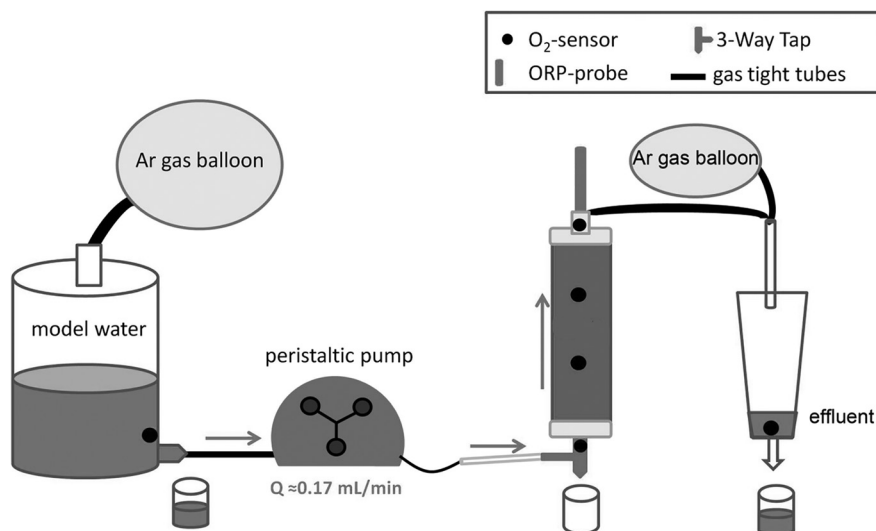 O₂-sensor
3-Way Tap
ORP-probe
gas tight tubes
Ar gas balloon
Ar gas balloon
model water
peristaltic pump
effluent
Q ≈0.17 mL/min